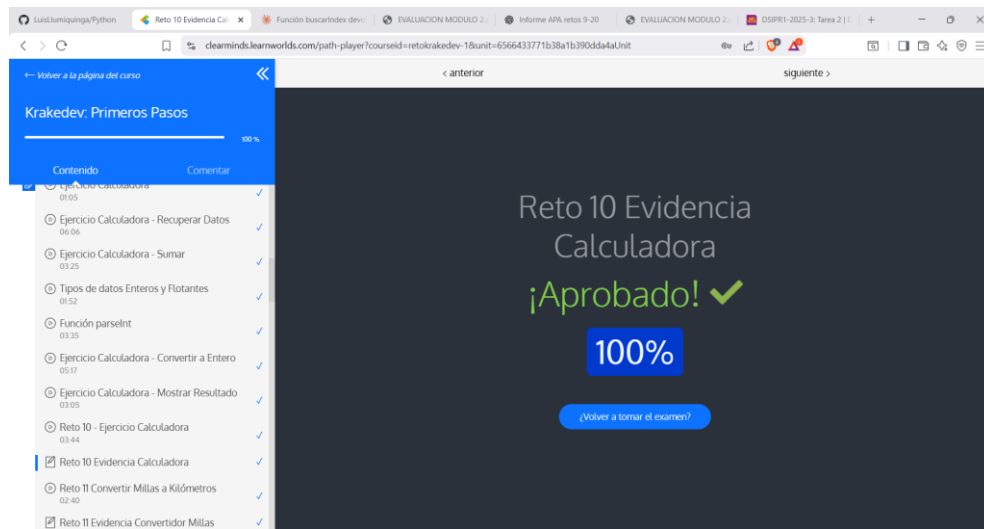 LuisLlumiquinga/Python
Reto 10 Evidencia Cal
Función buscarIndex devu
EVALUACION MODULO 2.
Informe APA retos 9-20
EVALUACION MODULO 2.
DSIPR1-2025-3: Tarea 2 |
clearminds.learnworlds.com/path-player?courseid=retokrakedev-1&unit=6566433771b38a1b390dda4aUnit
← Volver a la página del curso
Krakedev: Primeros Pasos
100 %
Contenido
Comentar
Ejercicio Calculadora
01:05
Ejercicio Calculadora - Recuperar Datos
06:06
Ejercicio Calculadora - Sumar
03:25
Tipos de datos Enteros y Flotantes
01:52
Función parseInt
03:35
Ejercicio Calculadora - Convertir a Entero
05:17
Ejercicio Calculadora - Mostrar Resultado
03:05
Reto 10 - Ejercicio Calculadora
03:44
Reto 10 Evidencia Calculadora
Reto 11 Convertir Millas a Kilómetros
02:40
Reto 11 Evidencia Convertidor Millas
< anterior
siguiente >
Reto 10 Evidencia
Calculadora
¡Aprobado!
100%
¿Volver a tomar el examen?